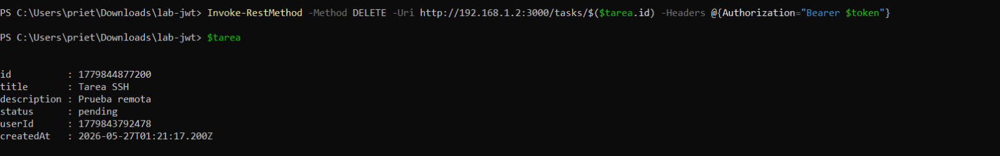 PS C:\Users\priet\Downloads\lab-jwt> Invoke-RestMethod -Method DELETE -Uri http://192.168.1.2:3000/tasks/$($tarea.id) -Headers @{Authorization="Bearer $token"}
PS C:\Users\priet\Downloads\lab-jwt> $tarea
id          : 1779844877200
title       : Tarea SSH
description : Prueba remota
status      : pending
userId      : 1779843792478
createdAt   : 2026-05-27T01:21:17.200Z